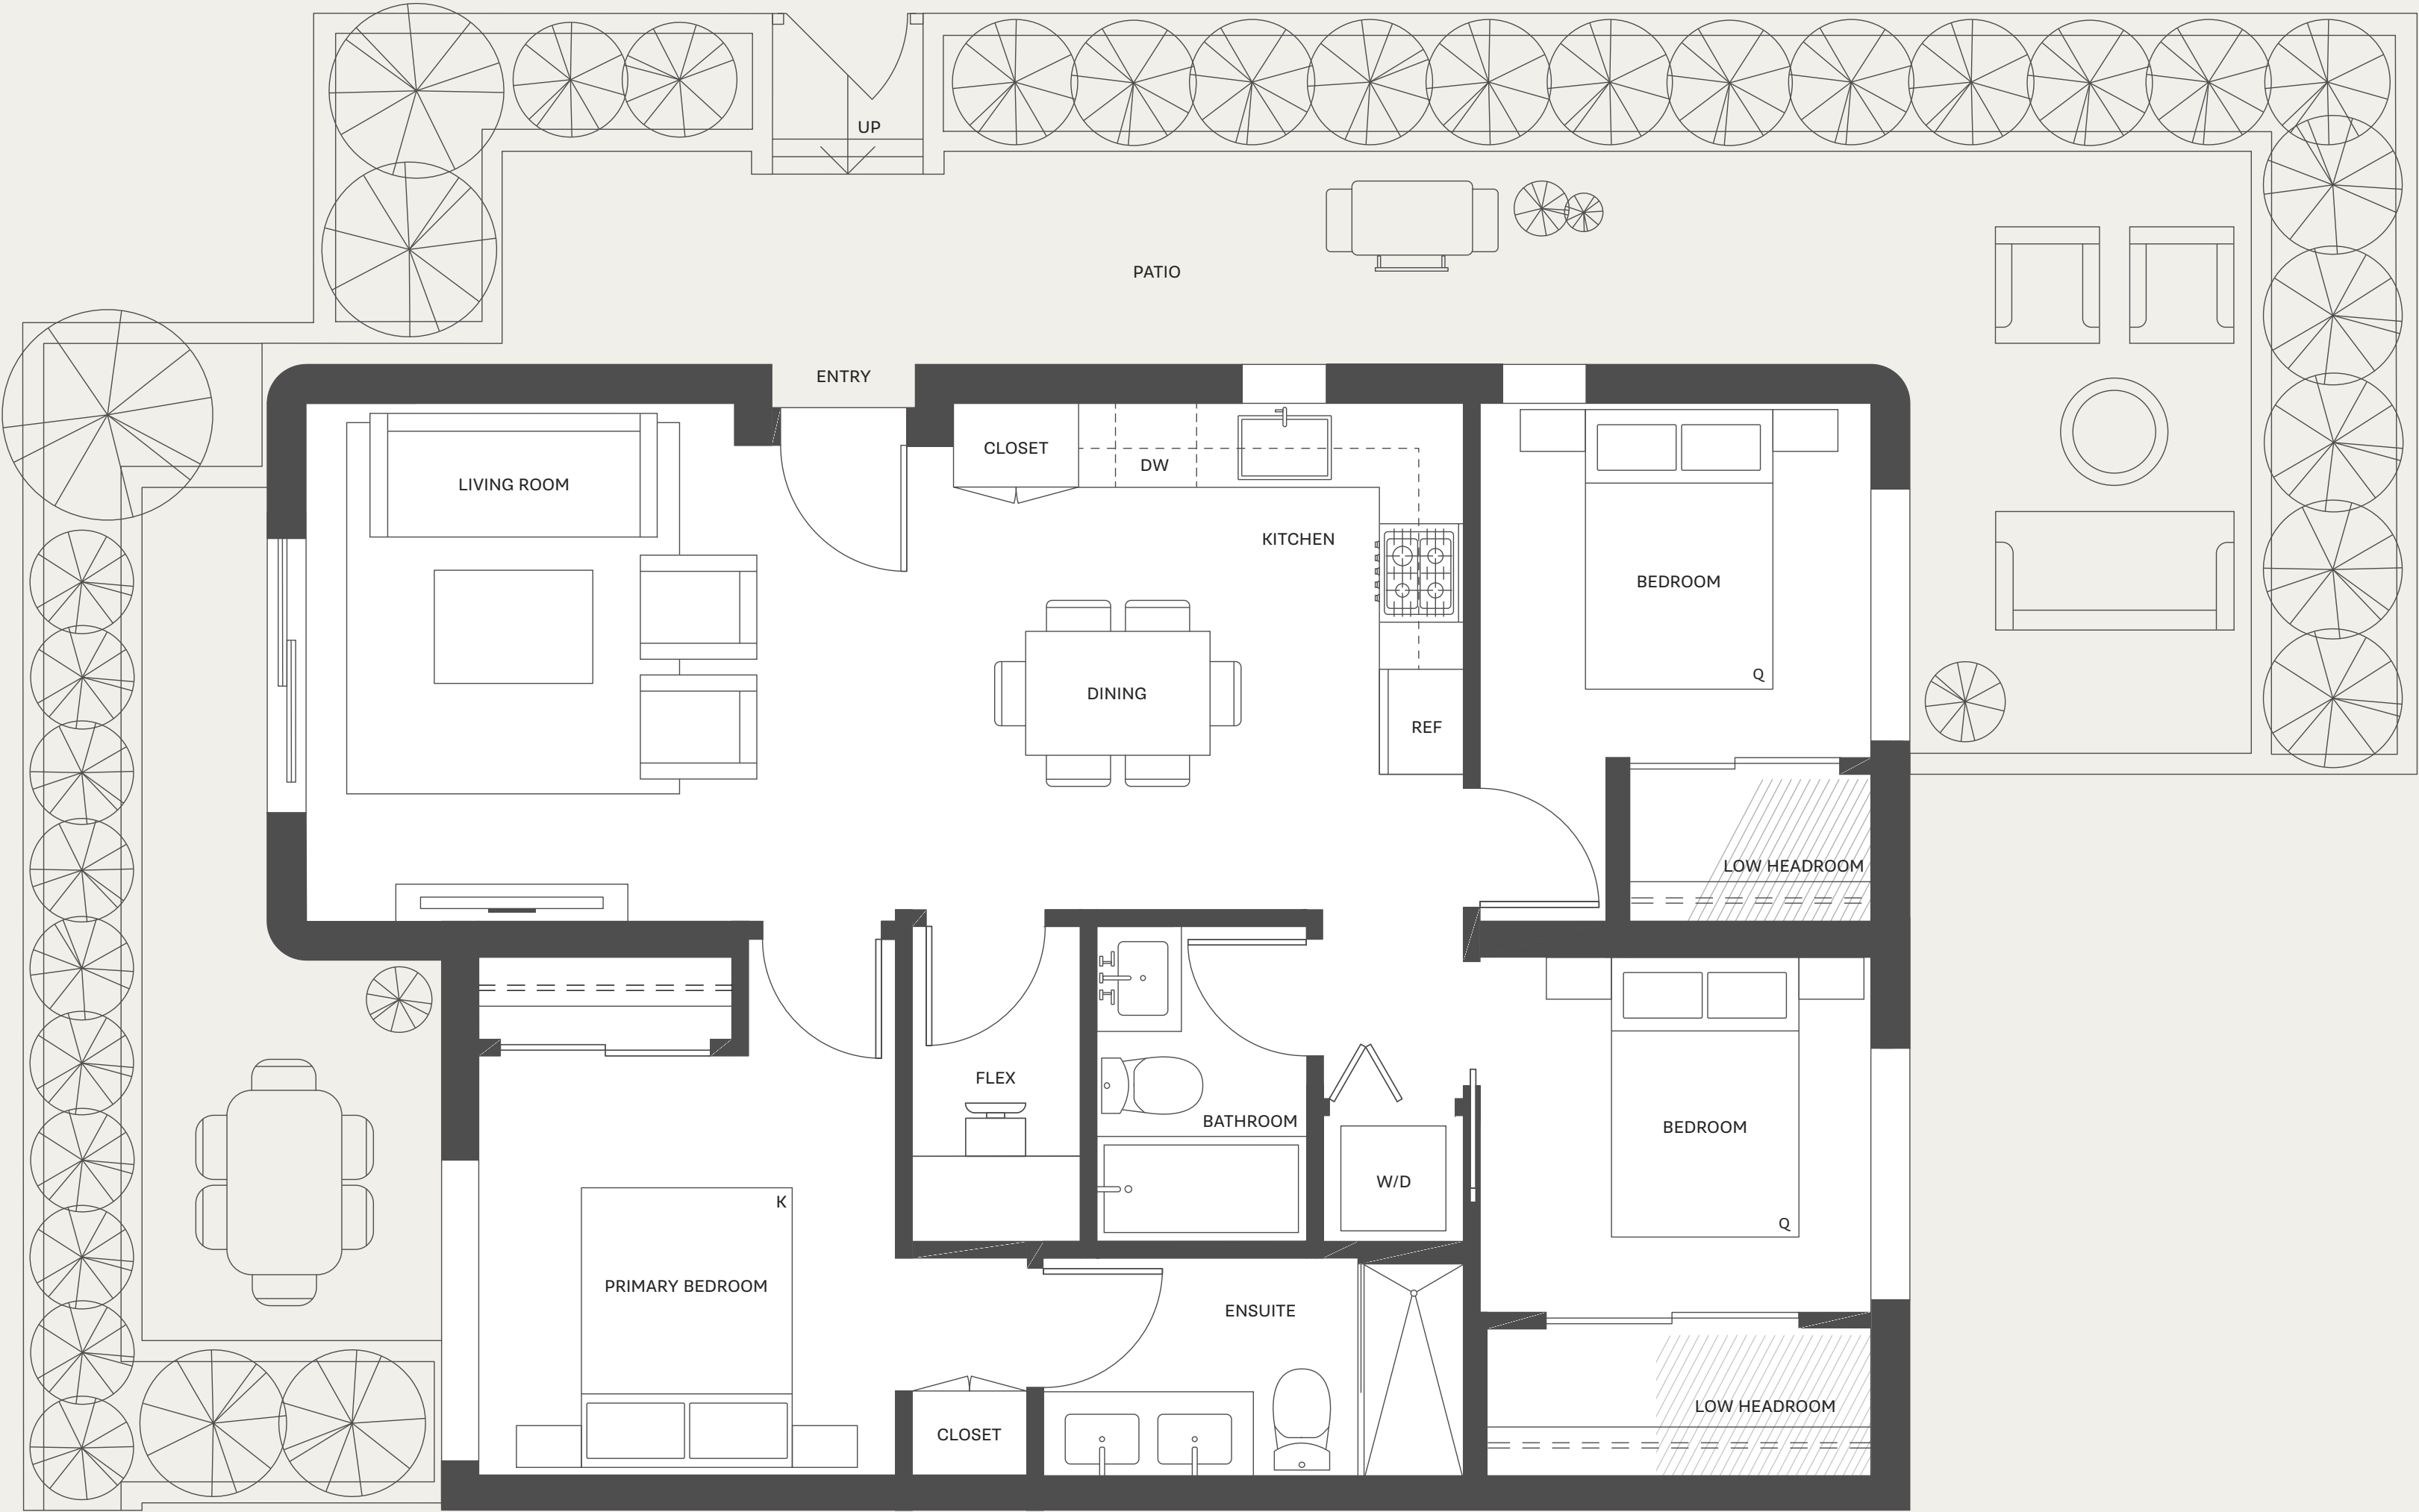 UP
PATIO
ENTRY
CLOSET
DW
LIVING ROOM
KITCHEN
BEDROOM
Q
DINING
REF
LOW HEADROOM
FLEX
BATHROOM
BEDROOM
W/D
K
Q
PRIMARY BEDROOM
ENSUITE
LOW HEADROOM
CLOSET